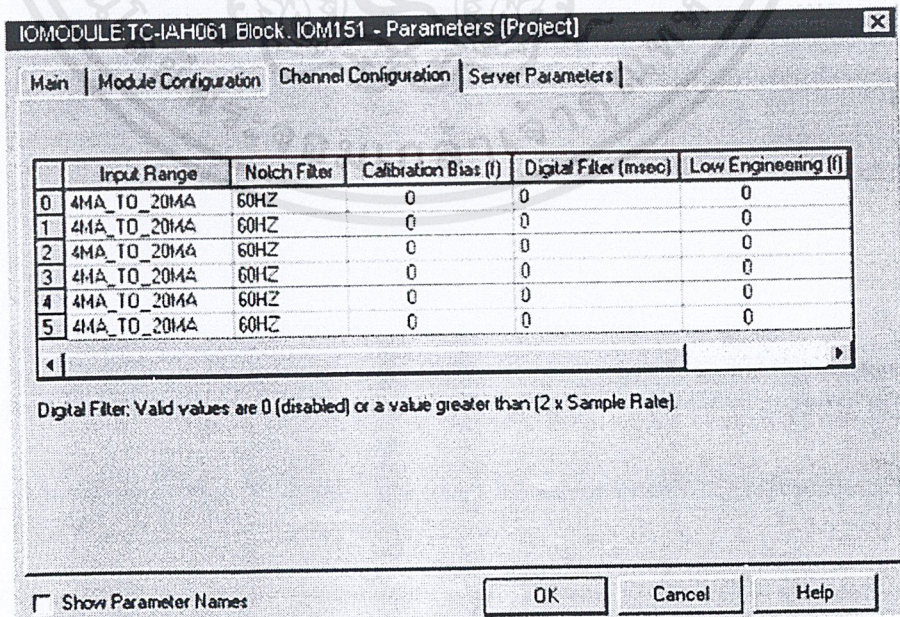 IOMODULE:TC-IAH061 Block. IOM151 - Parameters [Project]
Main Module Configuration Channel Configuration Server Parameters
Input Range Notch Filter Calibration Bias (f) Digital Filter (msec) Low Engineering (f)
0 4MA_TO_20MA 60HZ 0 0 0
1 4MA_TO_20MA 60HZ 0 0 0
2 4MA_TO_20MA 60HZ 0 0 0
3 4MA_TO_20MA 60HZ 0 0 0
4 4MA_TO_20MA 60HZ 0 0 0
5 4MA_TO_20MA 60HZ 0 0 0
Digital Filter: Valid values are 0 (disabled) or a value greater than (2 x Sample Rate).
Show Parameter Names OK Cancel Help